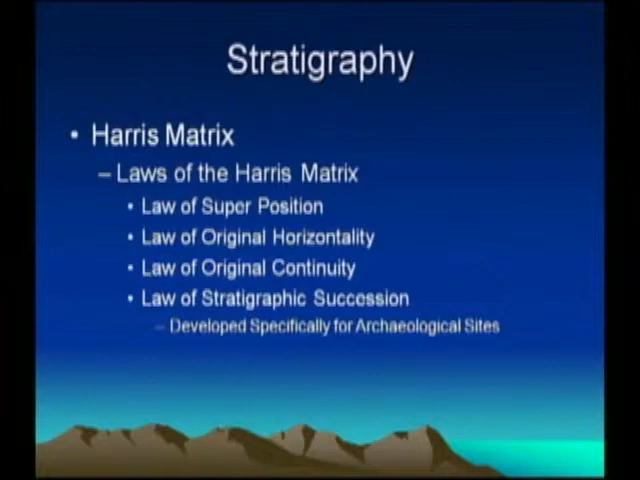 Stratigraphy
• Harris Matrix
– Laws of the Harris Matrix
• Law of Super Position
• Law of Original Horizontality
• Law of Original Continuity
• Law of Stratigraphic Succession
– Developed Specifically for Archaeological Sites